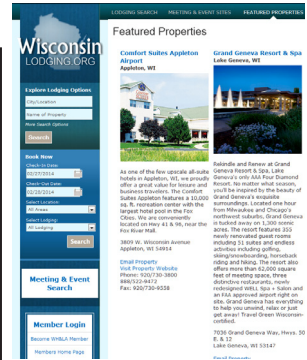 LODGING SEARCH MEETING & EVENT SITES FEATURED PROPERTIES
Wisconsin
LODGING.ORG
Explore Lodging Options
City/Location
Name of Property
More Search Options
Search
Book Now
Check-In Date:
02/07/2014
Check-Out Date:
02/20/2014
Select Location:
All Areas
Select Lodging:
All Lodging
Search
Meeting & Event
Search
Member Login
Become WH&LA Member
Members Home Page
Featured Properties
Comfort Suites Appleton
Airport
Appleton, WI
As one of the few upscale all-suite
hotels in Appleton, WI, we proudly
offer a great value for leisure and
business travelers. The Comfort
Suites Appleton features a 10,000
sq. ft. recreation center with the
largest hotel pool in the Fox
Cities. We are conveniently
located on Hwy 41 & 96, near the
Fox River Mall.
3809 W. Wisconsin Avenue
Appleton, WI 54914
Email Property
Visit Property Website
Phone: 920/730-3800
888/522-9472
Fax: 920/730-9558
Grand Geneva Resort & Spa
Lake Geneva, WI
Rekindle and Renew at Grand
Geneva Resort & Spa, Lake
Geneva's only AAA Four Diamond
Resort. No matter what season,
you'll be inspired by the beauty of
Grand Geneva's exquisite
surroundings. Located one hour
from Milwaukee and Chicago's
northwest suburbs, Grand Geneva
is tucked away on 1,300 scenic
acres. The resort features 355
newly renovated guest rooms
including 31 suites and endless
activities including golfing,
skiing/snowboarding, horseback
riding and hiking. The resort also
offers more than 62,000 square
feet of meeting space, three
distinctive restaurants, newly
redesigned WELL Spa + Salon and
an FAA approved airport right on
site. Grand Geneva has everything
to help you unwind, relax or just
get away! Travel Green Wisconsin-
certified.
7036 Grand Geneva Way, Hwys. 50
E. & 12
Lake Geneva, WI 53147
Email Property